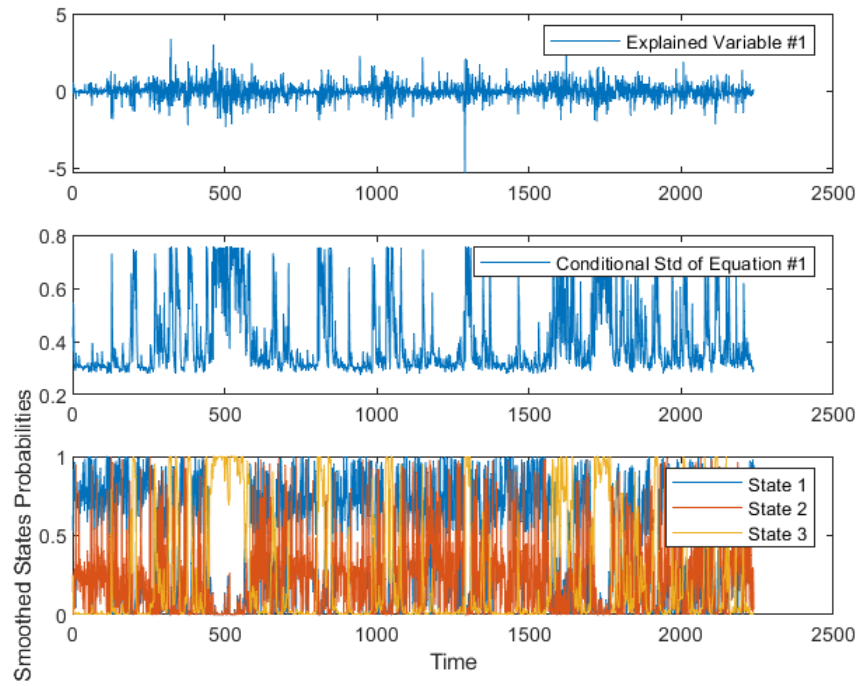 5
0
-5
Explained Variable #1
0 500 1000 1500 2000 2500
0.8
0.6
0.4
0.2
Conditional Std of Equation #1
0 500 1000 1500 2000 2500
Smoothed States Probabilities
1
0.5
0
State 1
State 2
State 3
0 500 1000 1500 2000 2500
Time